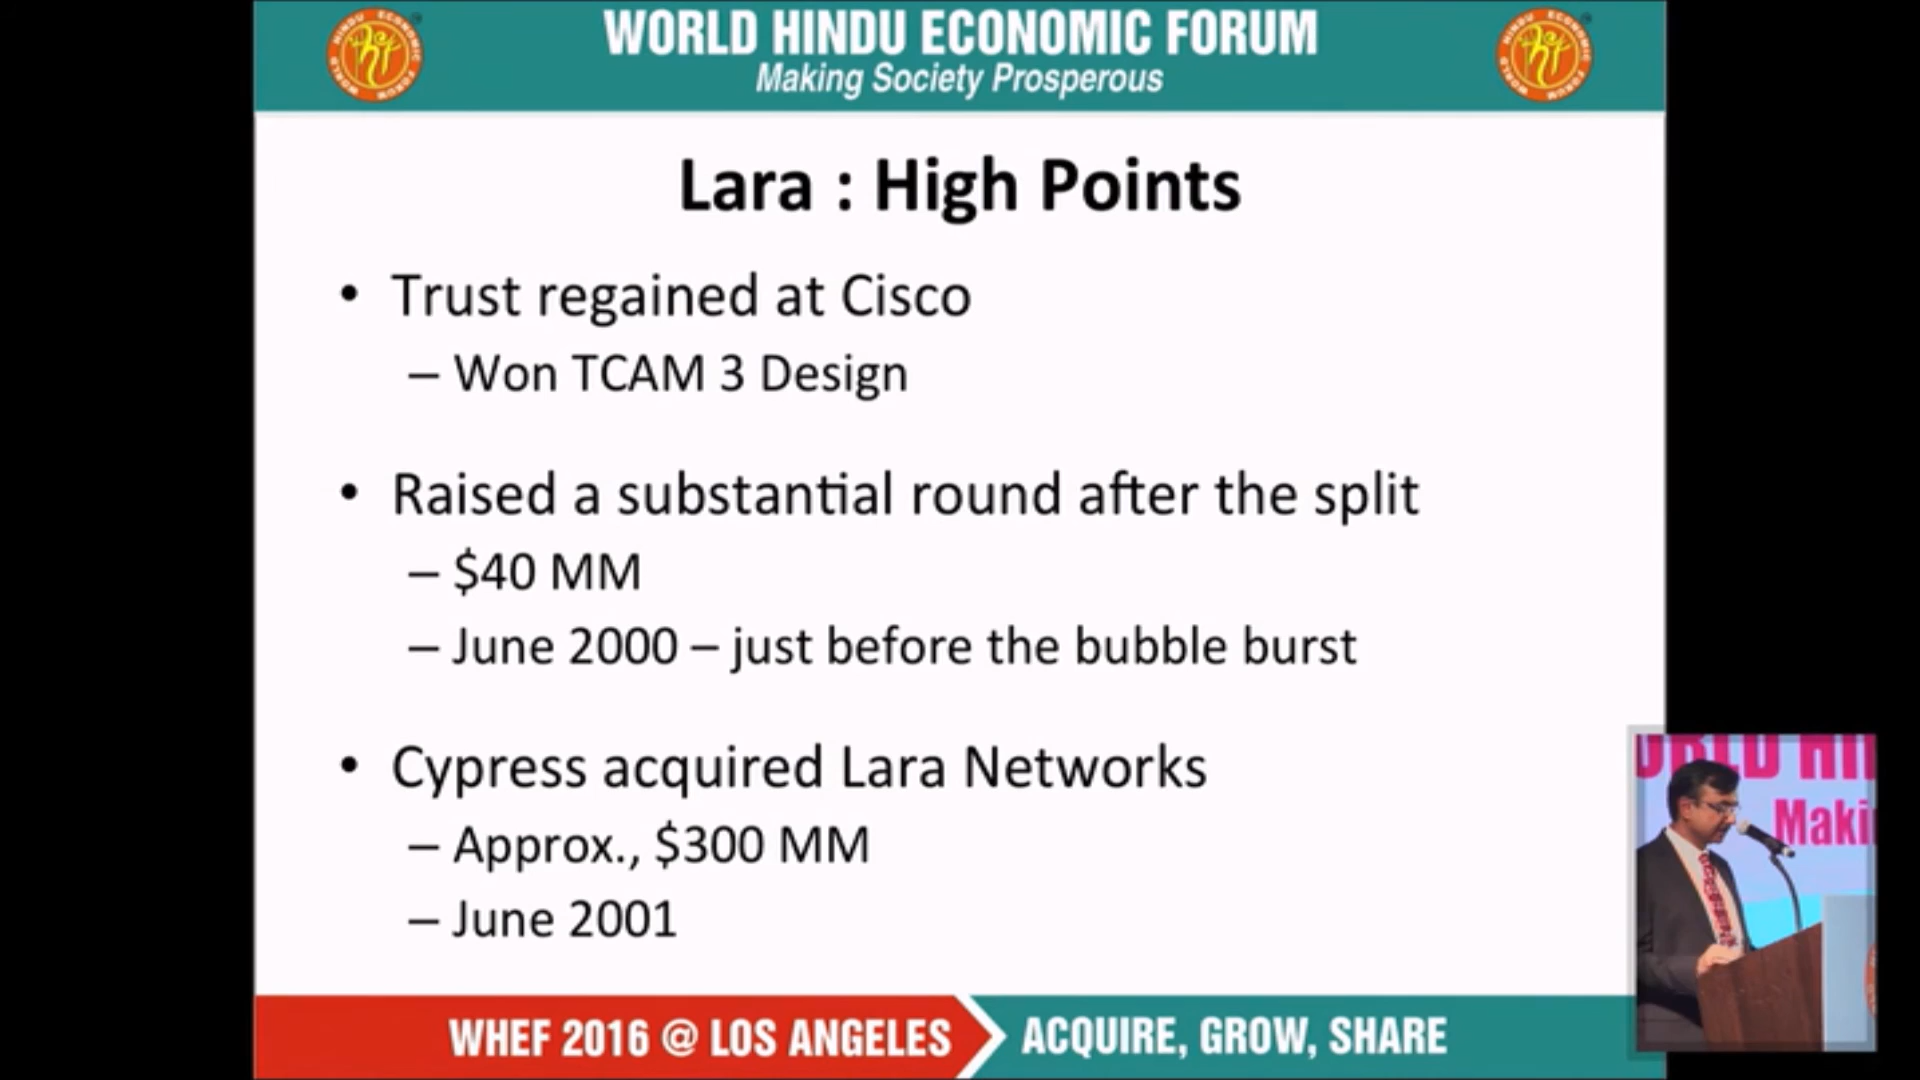 WORLD HINDU ECONOMIC FORUM
Making Society Prosperous
Lara : High Points
• Trust regained at Cisco
– Won TCAM 3 Design
• Raised a substantial round after the split
– $40 MM
– June 2000 – just before the bubble burst
• Cypress acquired Lara Networks
– Approx., $300 MM
– June 2001
WHEF 2016 @ LOS ANGELES
ACQUIRE, GROW, SHARE
Maki